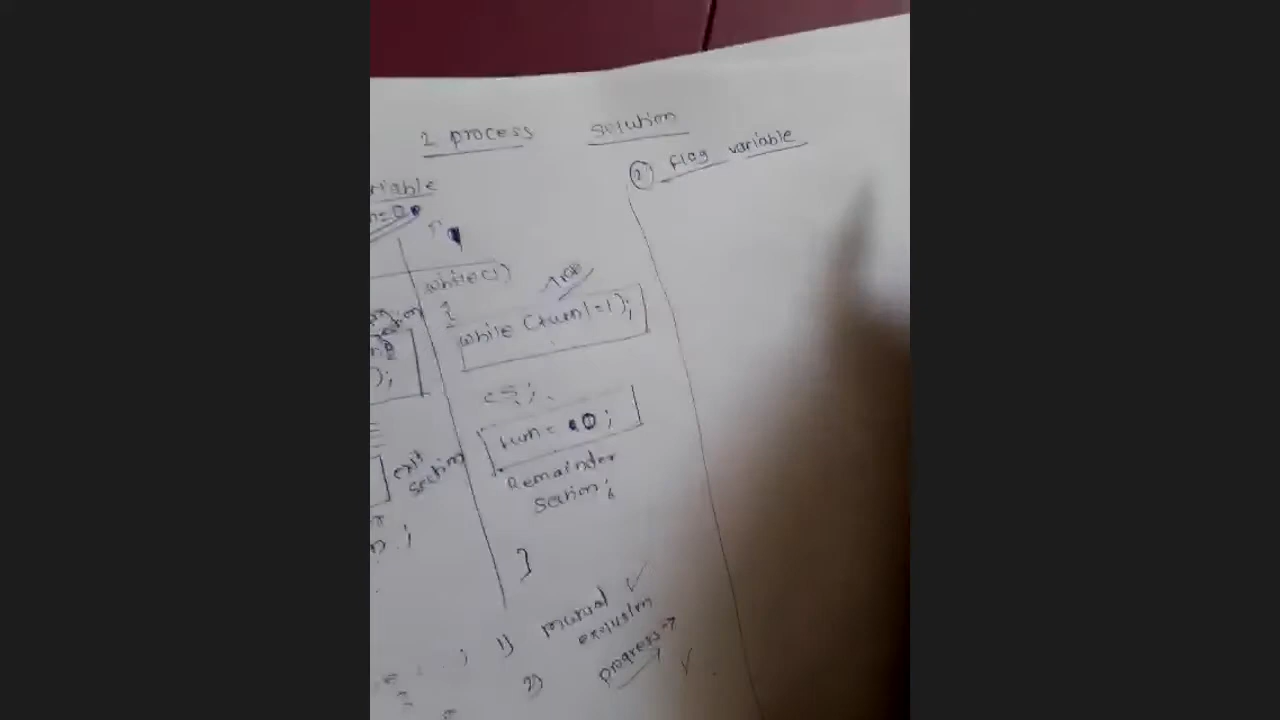 2 process solution
2) Flag variable
riable
n=0
while(1)
{
True
while (turn!=1);
CS;
turn= 0;
exit
section
Remainder
section;
}
1) mutual
exclusion
2) progress→